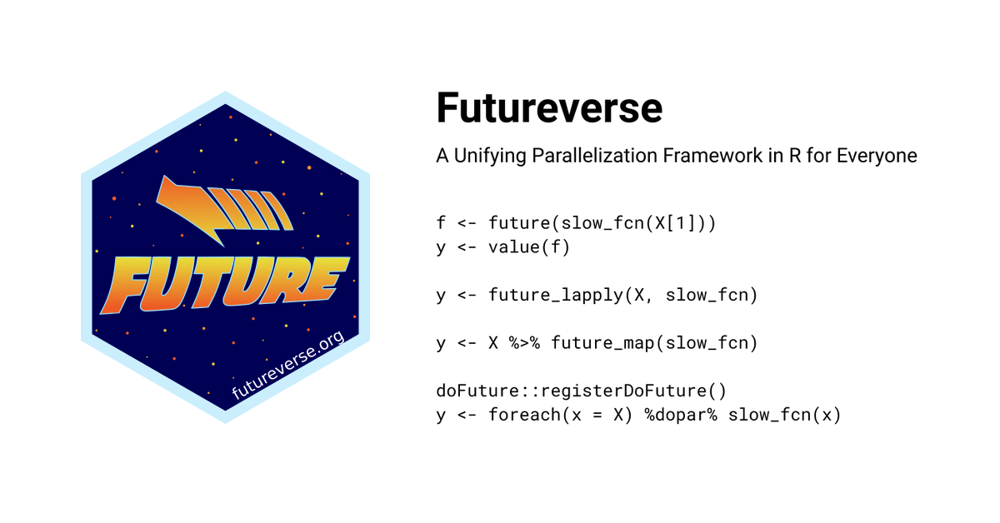 FUTURE
futureverse.org
Futureverse
A Unifying Parallelization Framework in R for Everyone
f <- future(slow_fcn(X[1]))
y <- value(f)
y <- future_lapply(X, slow_fcn)
y <- X %>% future_map(slow_fcn)
doFuture::registerDoFuture()
y <- foreach(x = X) %dopar% slow_fcn(x)